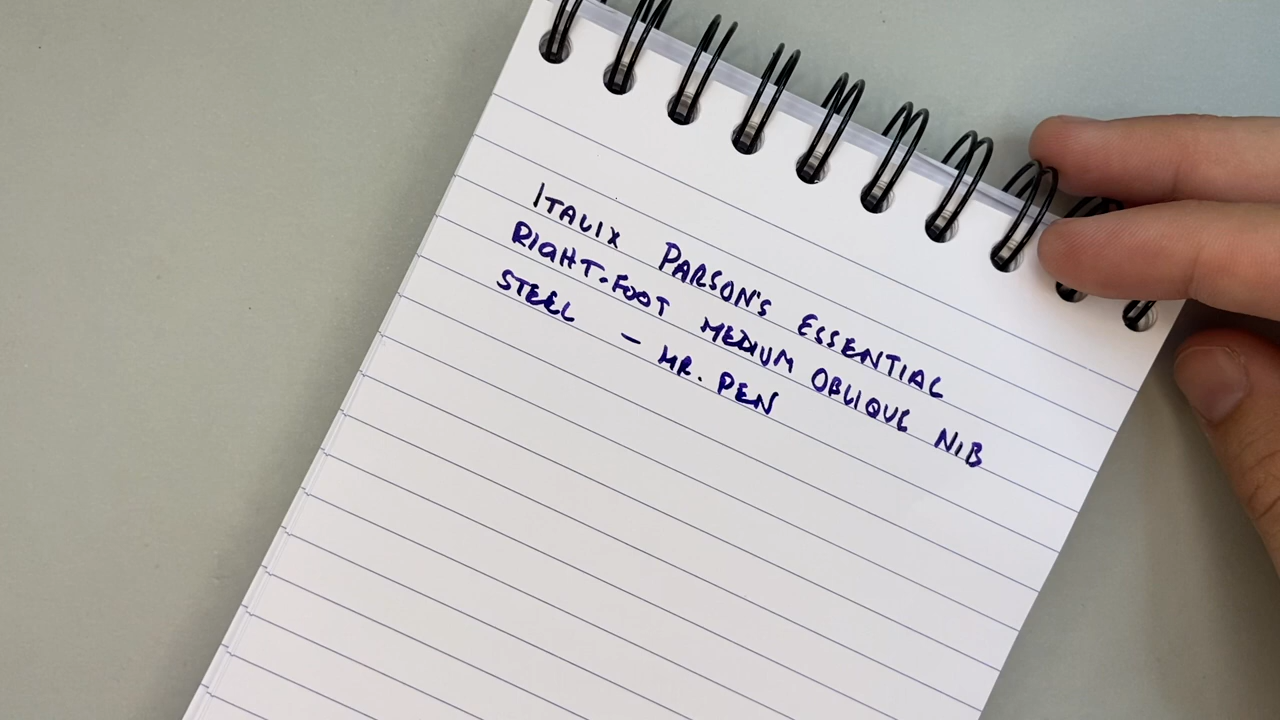 ITALIX PARSON'S ESSENTIAL
RIGHT-FOOT MEDIUM OBLIQUE NIB
STEEL - MR. PEN